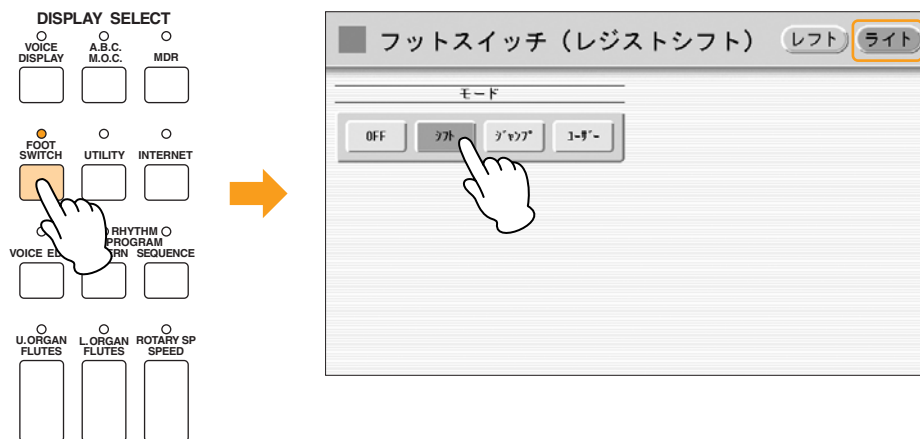 DISPLAY SELECT
VOICE DISPLAY
A.B.C. M.O.C.
MDR
FOOT SWITCH
UTILITY
INTERNET
VOICE
RHYTHM PROGRAM
SEQUENCE
U.ORGAN FLUTES
L.ORGAN FLUTES
ROTARY SP SPEED
フットスイッチ（レジストシフト）
レフト
ライト
モード
OFF
シフト
ジャンプ
ユーザー